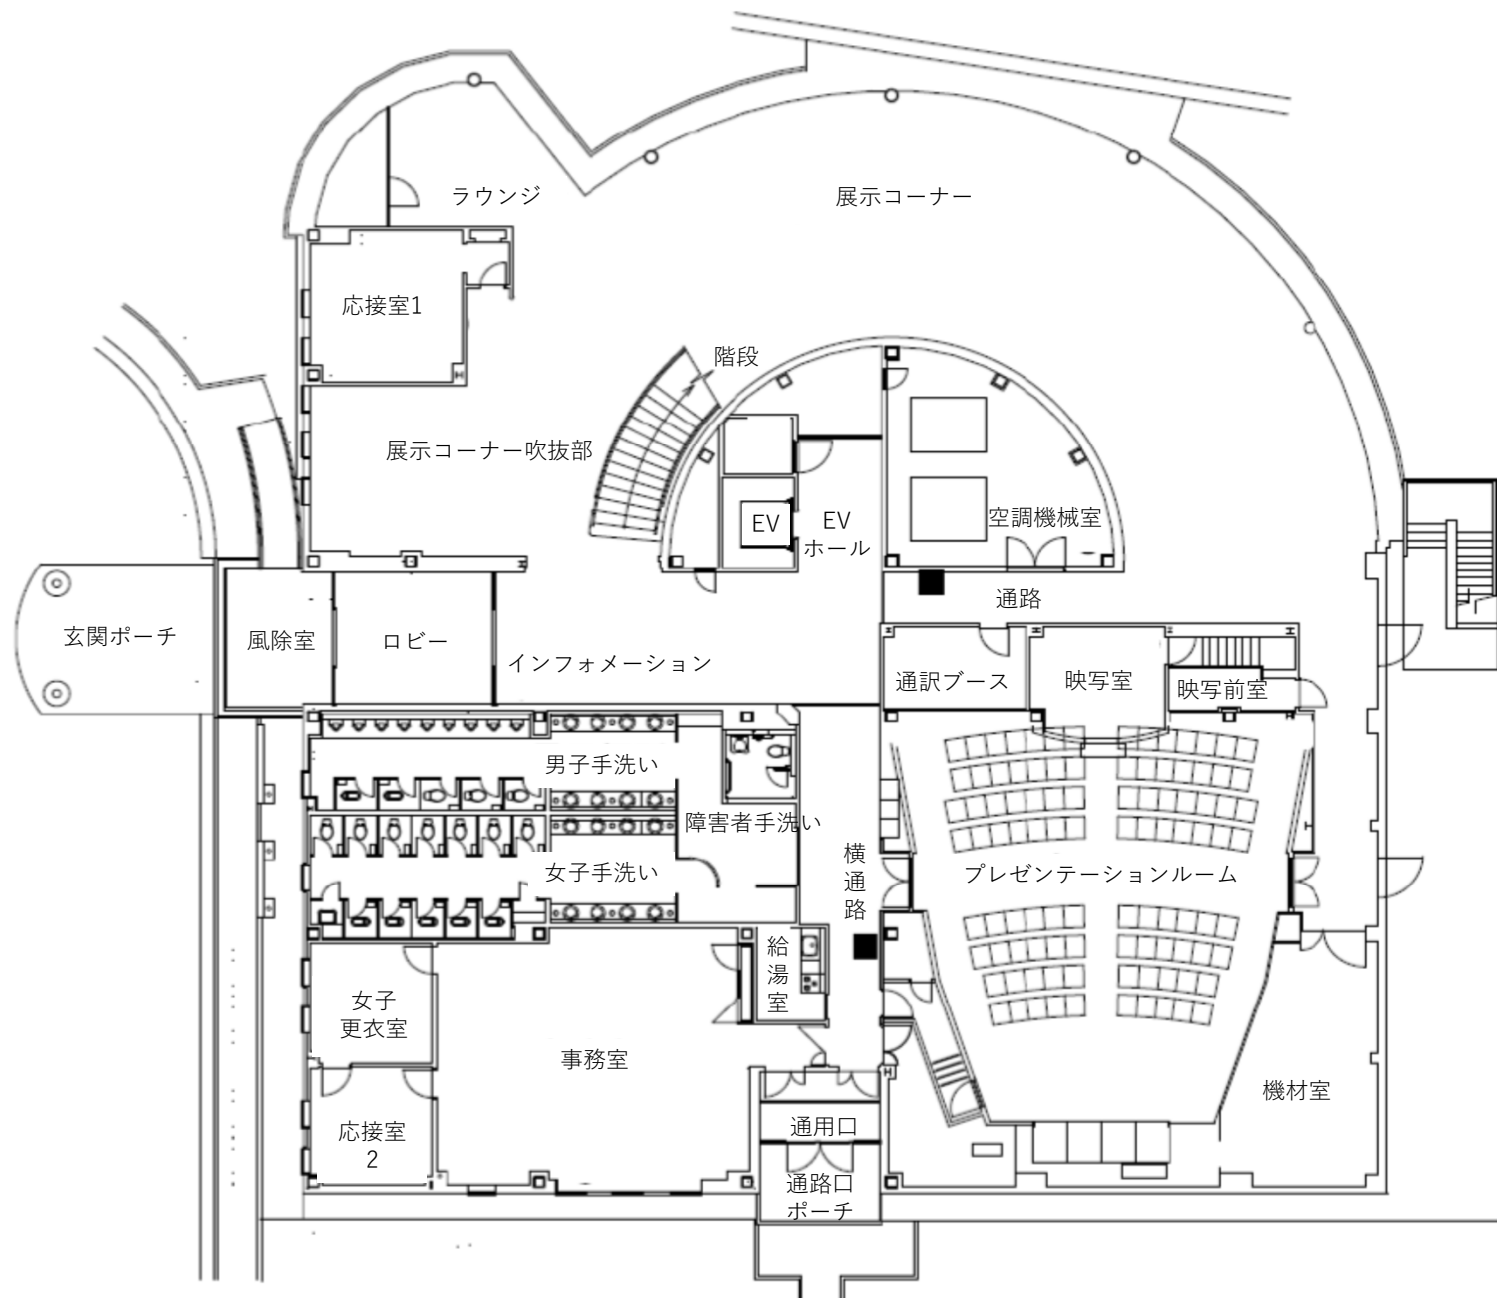 ラウンジ
展示コーナー
応接室1
階段
展示コーナー吹抜部
EV
EV
ホール
空調機械室
通路
玄関ポーチ
風除室
ロビー
インフォメーション
通訳ブース
映写室
映写前室
男子手洗い
障害者手洗い
女子手洗い
横
通
路
プレゼンテーションルーム
給
湯
室
女子
更衣室
事務室
機材室
応接室
2
通用口
通路口
ポーチ